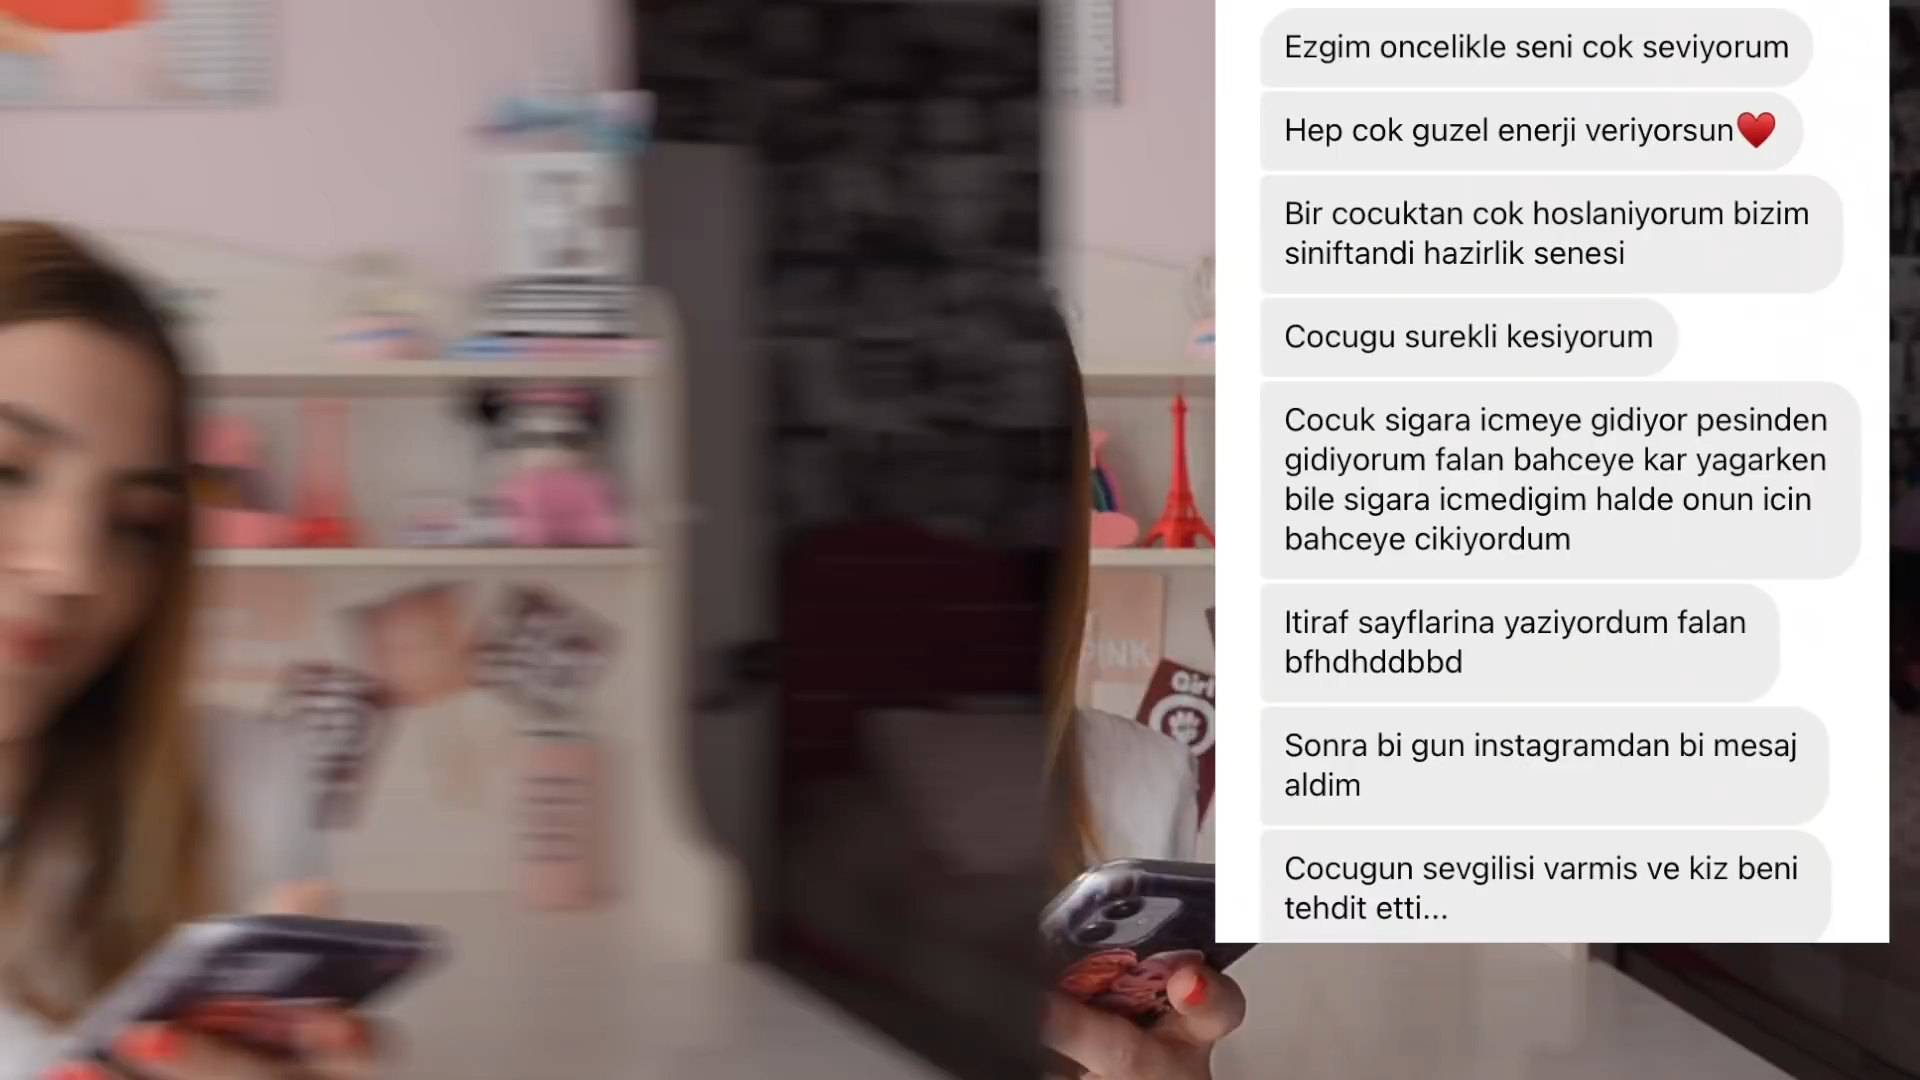 Ezgim oncelikle seni cok seviyorum
Hep cok guzel enerji veriyorsun♥️
Bir cocuktan cok hoslaniyorum bizim
siniftandi hazirlik senesi
Cocugu surekli kesiyorum
Cocuk sigara icmeye gidiyor pesinden
gidiyorum falan bahceye kar yagarken
bile sigara icmedigim halde onun icin
bahceye cikiyordum
Itiraf sayflarina yaziyordum falan
bfhdhddbbd
Sonra bi gun instagramdan bi mesaj
aldim
Cocugun sevgilisi varmis ve kiz beni
tehdit etti...
PINK
Girl